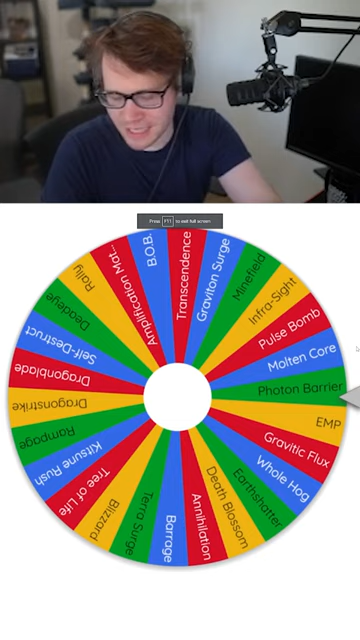 Press F11 to exit full screen
Transcendence
Graviton Surge
Minefield
Infra-Sight
Pulse Bomb
Molten Core
Photon Barrier
EMP
Gravitic Flux
Whole Hog
Earthshatter
Death Blossom
Annihilation
Barrage
Terra Surge
Blizzard
Tree of Life
Kitsune Rush
Rampage
Dragonstrike
Dragonblade
Self-Destruct
Deadeye
Rally
Amplification Mat...
B.O.B.